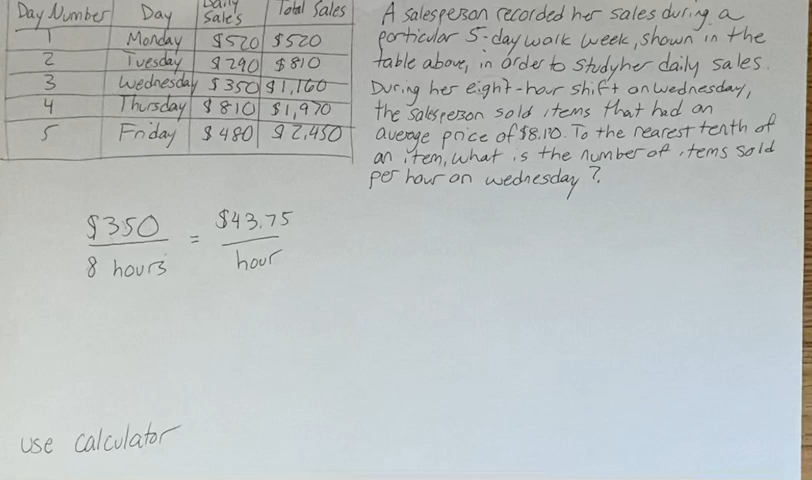 Day Number Day Daily Sales Total Sales
1 Monday $520 $520
2 Tuesday $290 $810
3 Wednesday $350 $1,160
4 Thursday $810 $1,970
5 Friday $480 $2,450
A salesperson recorded her sales during a
particular 5-day work week, shown in the
table above, in order to study her daily sales.
During her eight-hour shift on wednesday,
the salesperson sold items that had an
average price of $8.10. To the nearest tenth of
an item, what is the number of items sold
per hour on wednesday?
$350 = $43.75
8 hours hour
use calculator